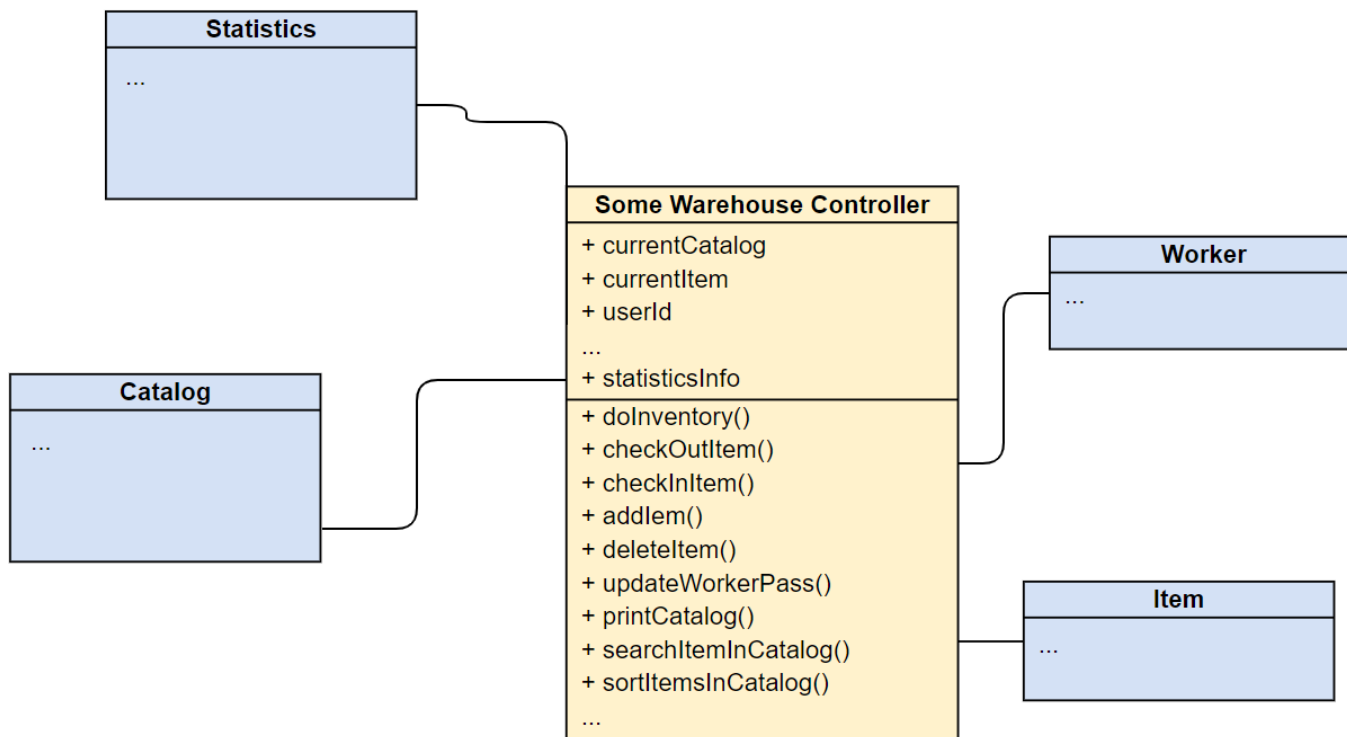 Statistics
...
Some Warehouse Controller
+ currentCatalog
+ currentItem
+ userId
...
+ statisticsInfo
+ doInventory()
+ checkOutItem()
+ checkInItem()
+ addIem()
+ deleteItem()
+ updateWorkerPass()
+ printCatalog()
+ searchItemInCatalog()
+ sortItemsInCatalog()
...
Worker
...
Catalog
...
Item
...